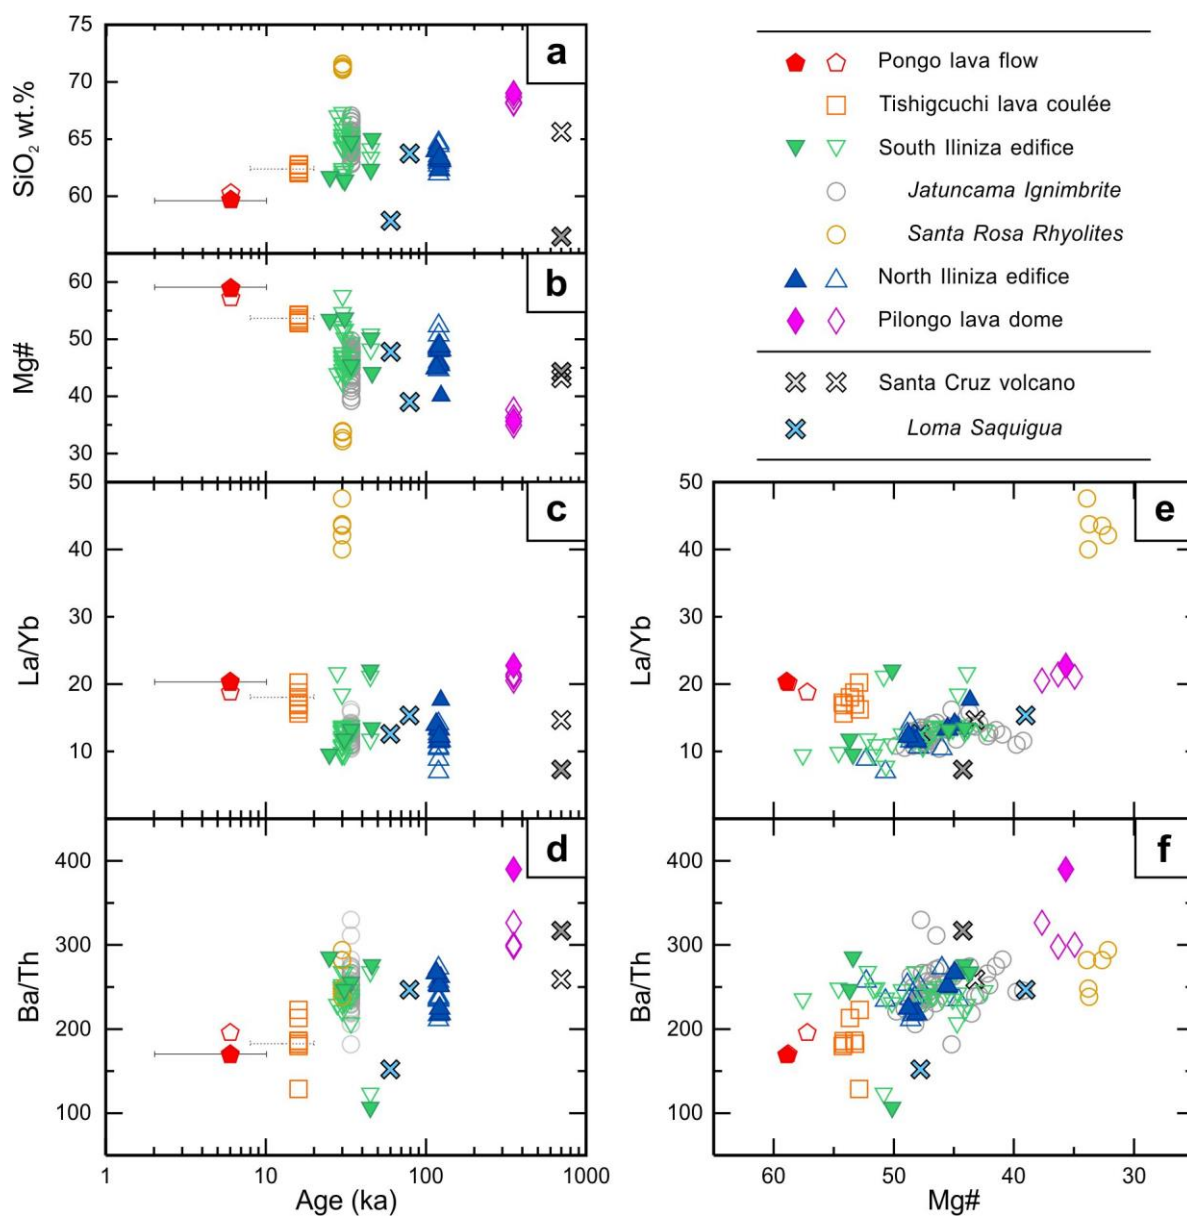 75
70
65
60
SiO2 wt.%
a
60
50
40
30
Mg#
b
50
40
30
20
10
La/Yb
c
400
300
200
100
Ba/Th
d
1 10 100 1000
Age (ka)
Pongo lava flow
Tishigcuchi lava coulée
South Iliniza edifice
Jatuncama Ignimbrite
Santa Rosa Rhyolites
North Iliniza edifice
Pilongo lava dome
Santa Cruz volcano
Loma Saquigua
50
40
30
20
10
La/Yb
e
400
300
200
100
Ba/Th
f
60 50 40 30
Mg#